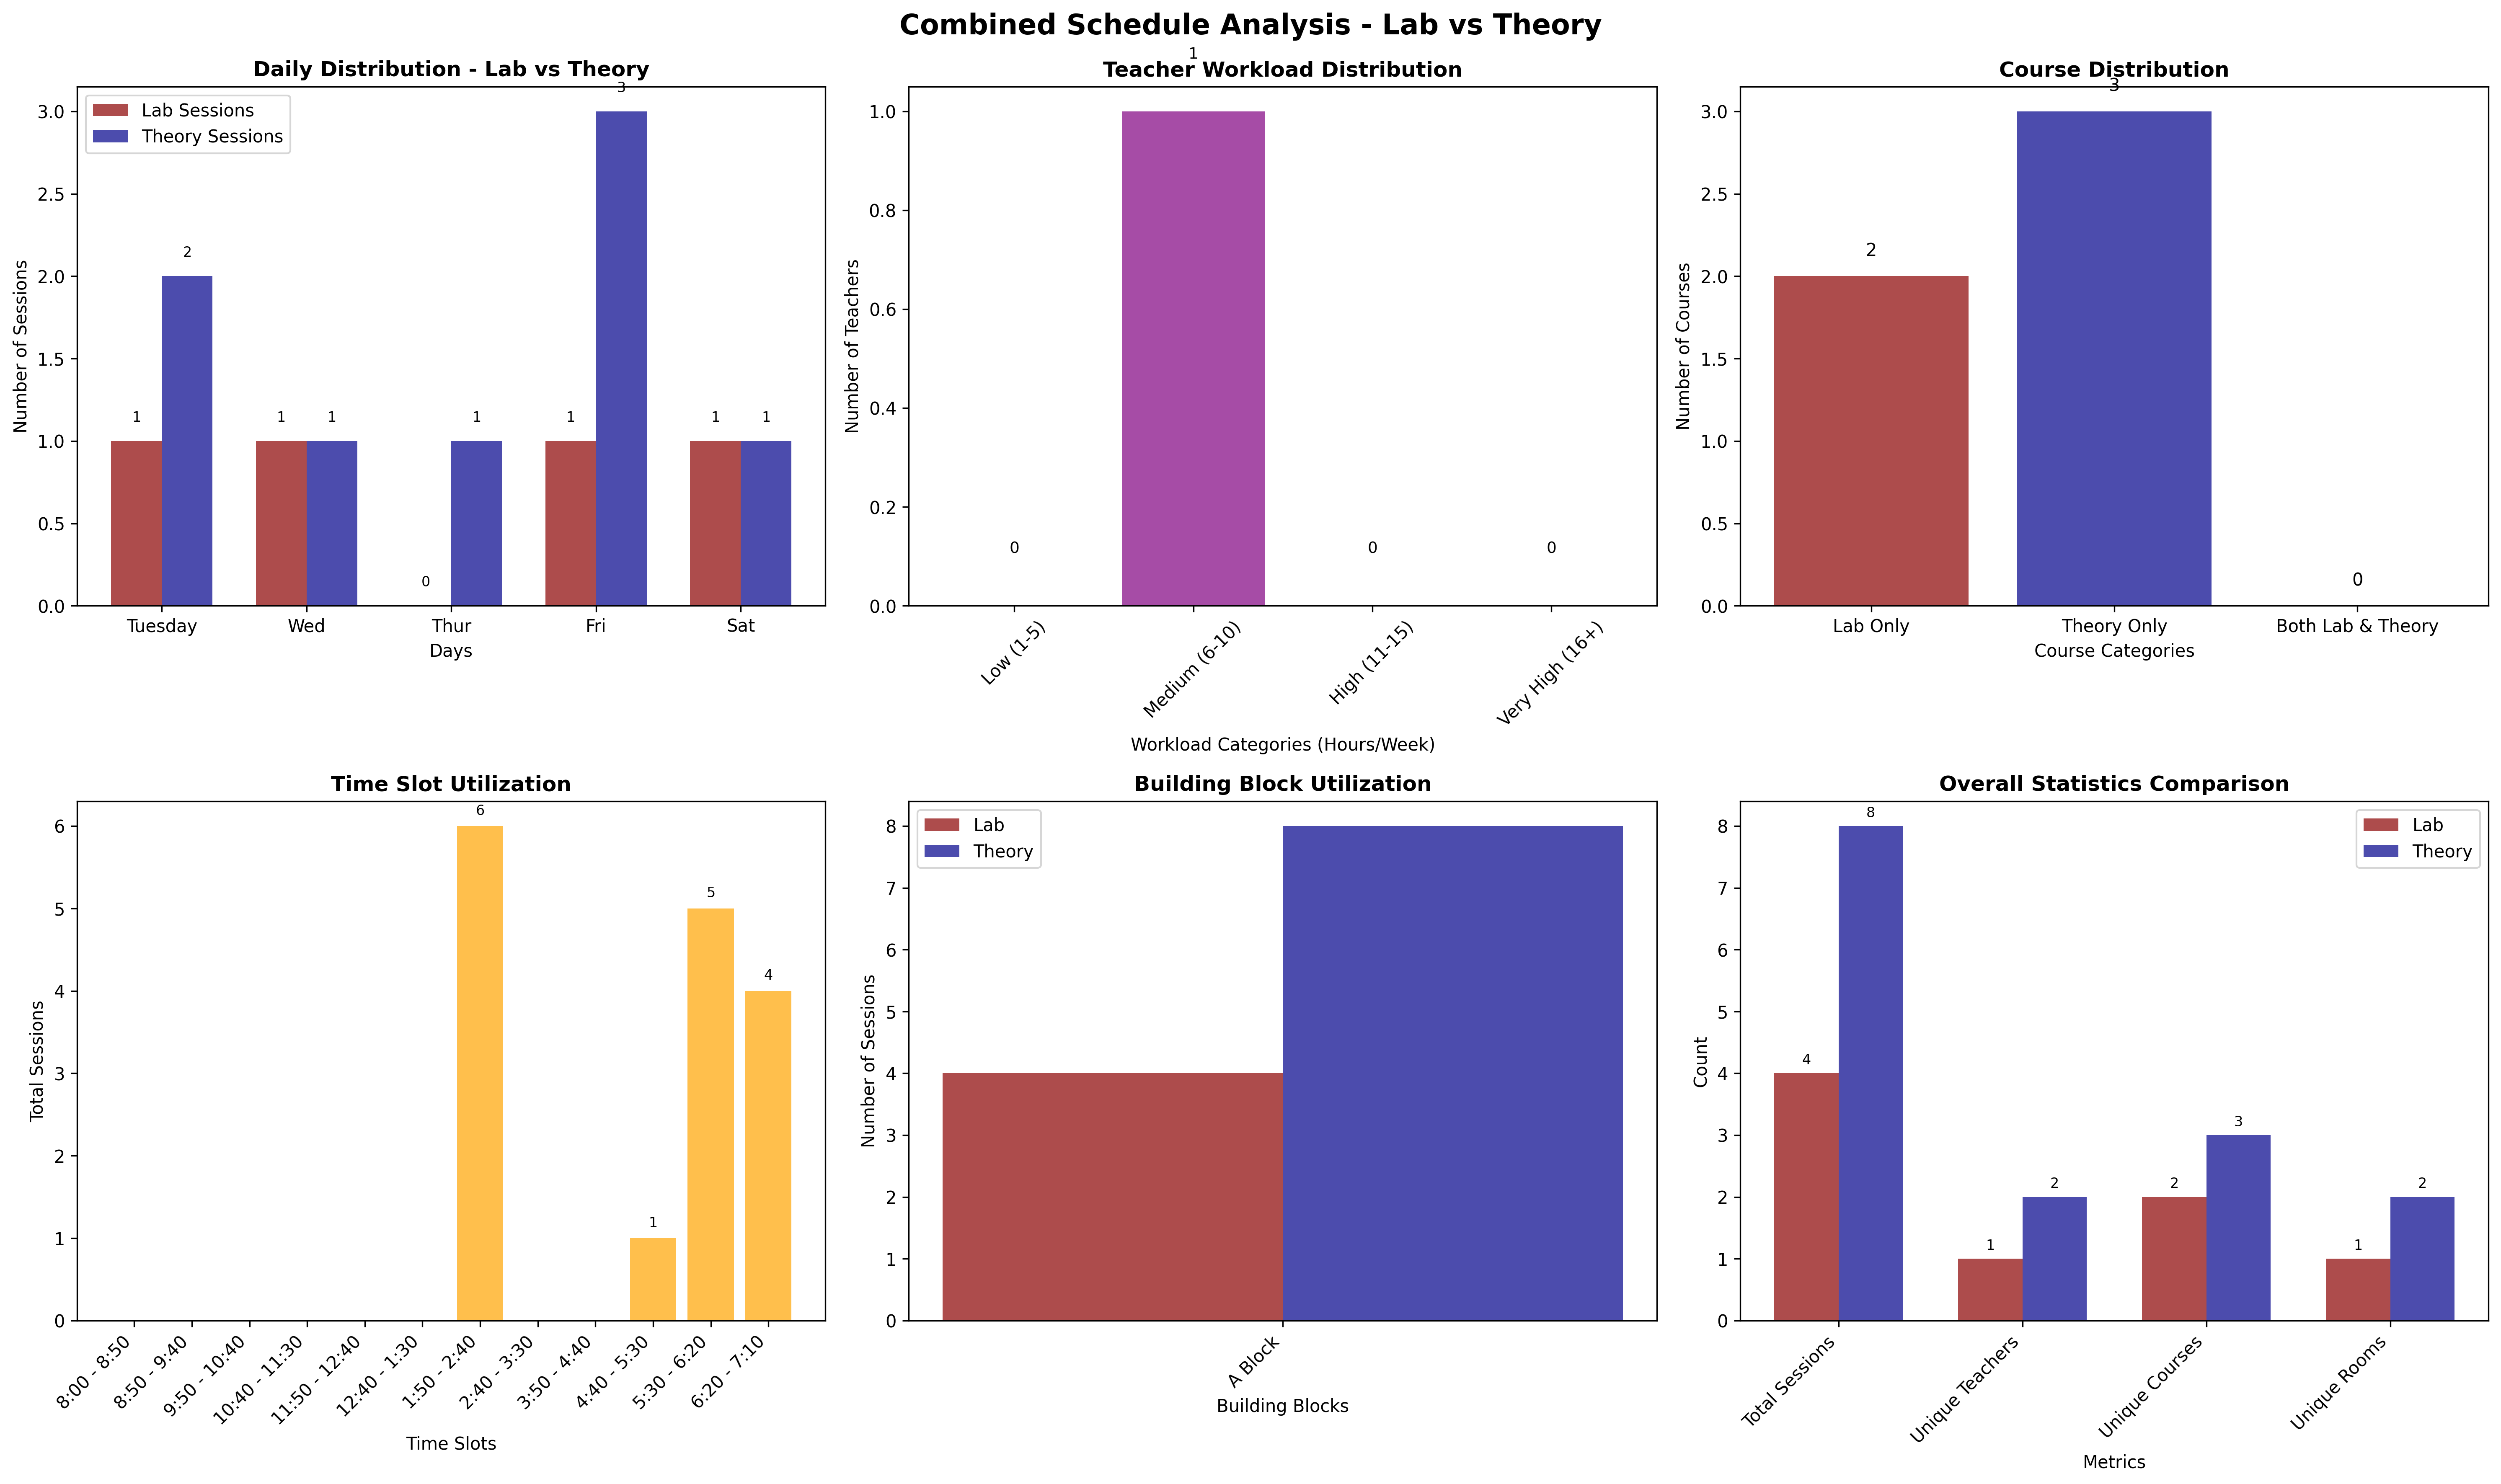 Combined Schedule Analysis - Lab vs Theory
Daily Distribution - Lab vs Theory
Lab Sessions
Theory Sessions
Number of Sessions
3.0
2.5
2.0
1.5
1.0
0.5
0.0
1
2
1
1
0
1
1
3
1
1
Tuesday
Wed
Thur
Fri
Sat
Days
Teacher Workload Distribution
Number of Teachers
1.0
0.8
0.6
0.4
0.2
0.0
0
1
0
0
Low (1-5)
Medium (6-10)
High (11-15)
Very High (16+)
Workload Categories (Hours/Week)
Course Distribution
Number of Courses
3.0
2.5
2.0
1.5
1.0
0.5
0.0
2
3
0
Lab Only
Theory Only
Both Lab & Theory
Course Categories
Time Slot Utilization
Total Sessions
6
5
4
3
2
1
0
6
1
5
4
8:00 - 8:50
8:50 - 9:40
9:50 - 10:40
10:40 - 11:30
11:50 - 12:40
12:40 - 1:30
1:50 - 2:40
2:40 - 3:30
3:50 - 4:40
4:40 - 5:30
5:30 - 6:20
6:20 - 7:10
Time Slots
Building Block Utilization
Lab
Theory
Number of Sessions
8
7
6
5
4
3
2
1
0
A Block
Building Blocks
Overall Statistics Comparison
Lab
Theory
Count
8
7
6
5
4
3
2
1
0
4
8
1
2
2
3
1
2
Total Sessions
Unique Teachers
Unique Courses
Unique Rooms
Metrics